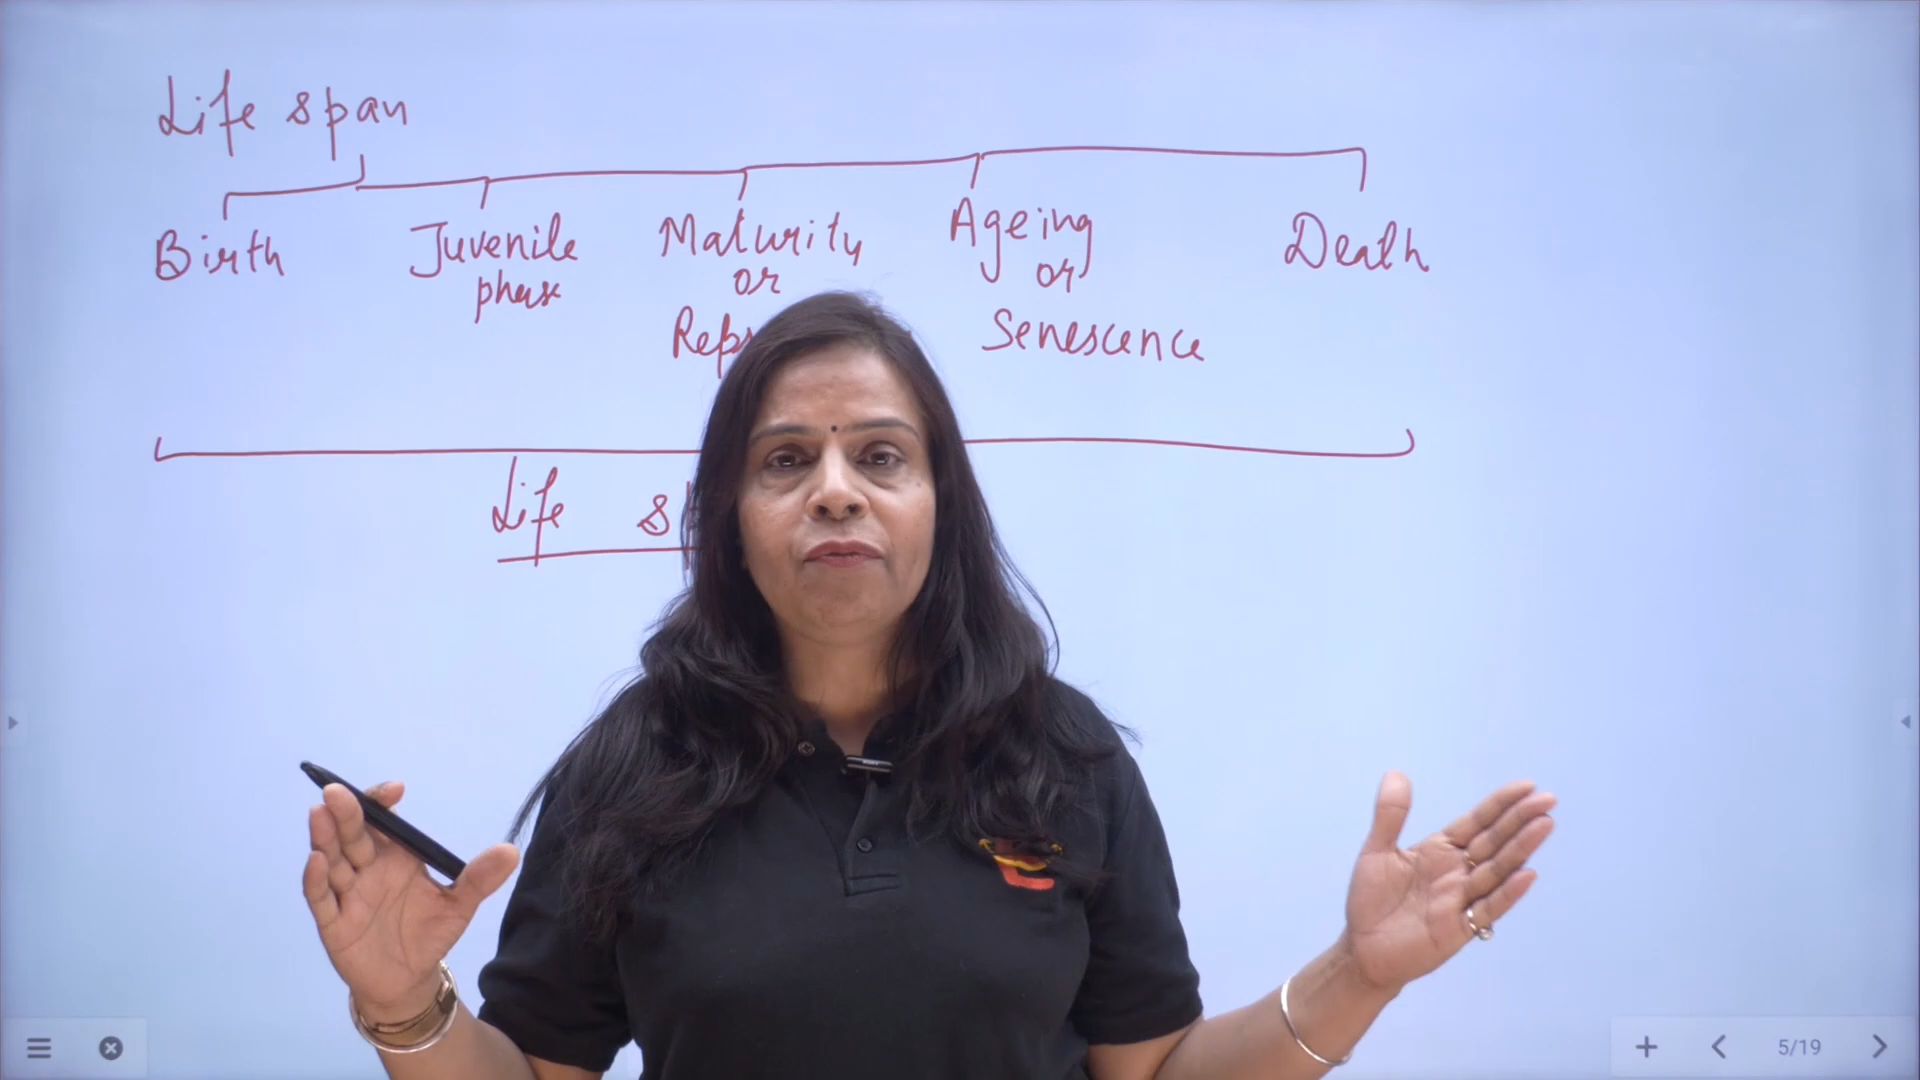 Life span
Birth
Juvenile
phase
Maturity
or
Ageing
or
Senescence
Death
Life
5/19